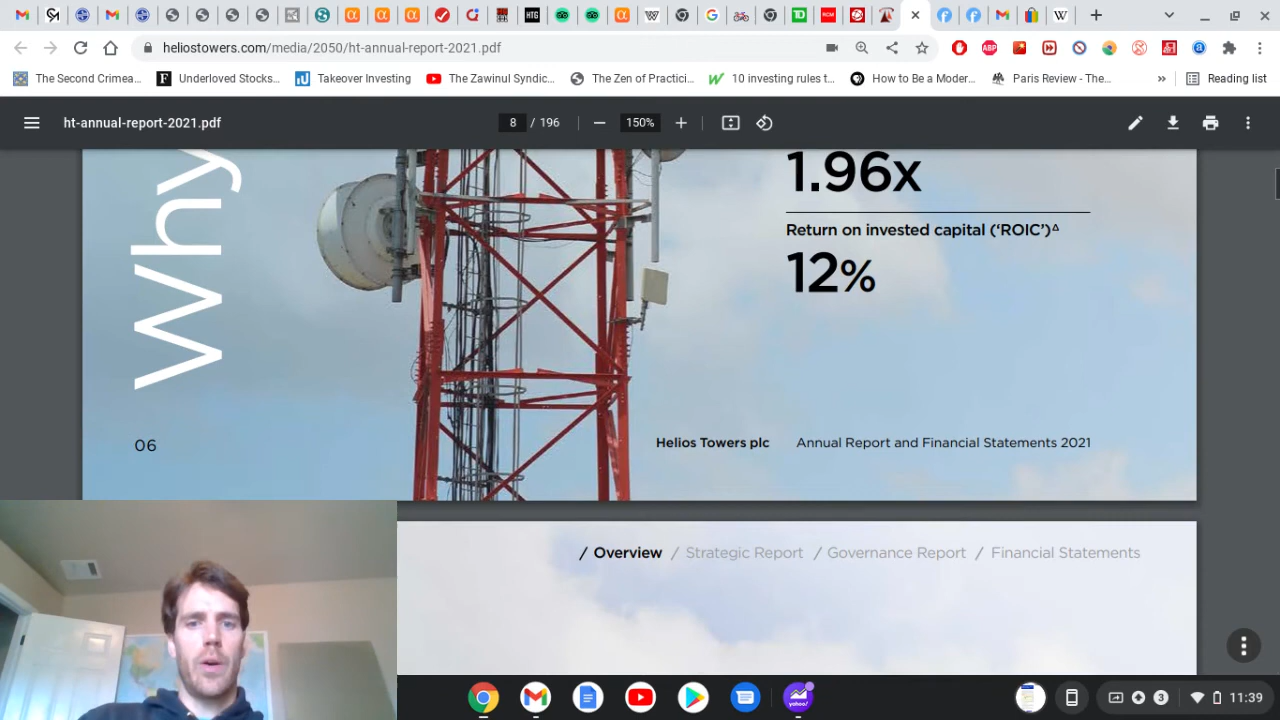 heliostowers.com/media/2050/ht-annual-report-2021.pdf
The Second Crimea...
Underloved Stocks...
Takeover Investing
The Zawinul Syndic...
The Zen of Practici...
10 investing rules t...
How to Be a Moder...
Paris Review - The...
»
Reading list
ht-annual-report-2021.pdf
8 / 196
150%
Why
1.96x
Return on invested capital (‘ROIC’)Δ
12%
06
Helios Towers plc
Annual Report and Financial Statements 2021
/ Overview / Strategic Report / Governance Report / Financial Statements
3
11:39